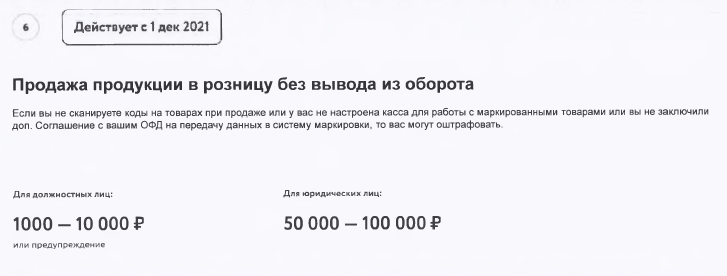 6
Действует с 1 дек 2021
Продажа продукции в розницу без вывода из оборота
Если вы не сканируете коды на товарах при продаже или у вас не настроена касса для работы с маркированными товарами или вы не заключили
доп. Соглашение с вашим ОФД на передачу данных в систему маркировки, то вас могут оштрафовать.
Для должностных лиц:
Для юридических лиц:
1000 — 10 000 ₽
50 000 — 100 000 ₽
или предупреждение